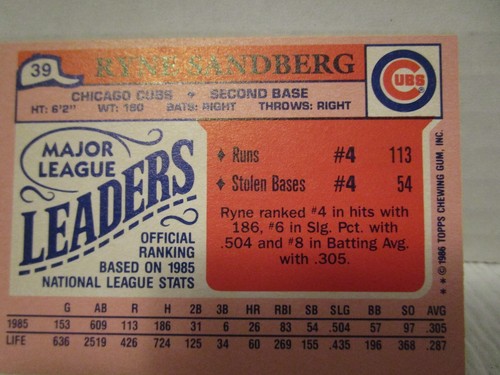 39
RYNE SANDBERG
CUBS
CHICAGO CUBS • SECOND BASE
HT: 6'2" WT: 180 BATS: RIGHT THROWS: RIGHT
MAJOR
LEAGUE
LEADERS
OFFICIAL
RANKING
BASED ON 1985
NATIONAL LEAGUE STATS
♦ Runs #4 113
♦ Stolen Bases #4 54
Ryne ranked #4 in hits with
186, #6 in Slg. Pct. with
.504 and #8 in Batting Avg.
with .305.
* * © 1986 TOPPS CHEWING GUM, INC.
G AB R H 2B 3B HR RBI SB SLG BB SO AVG
1985 153 609 113 186 31 6 26 83 54 .504 57 97 .305
LIFE 636 2519 426 724 125 34 60 269 155 .435 196 368 .287